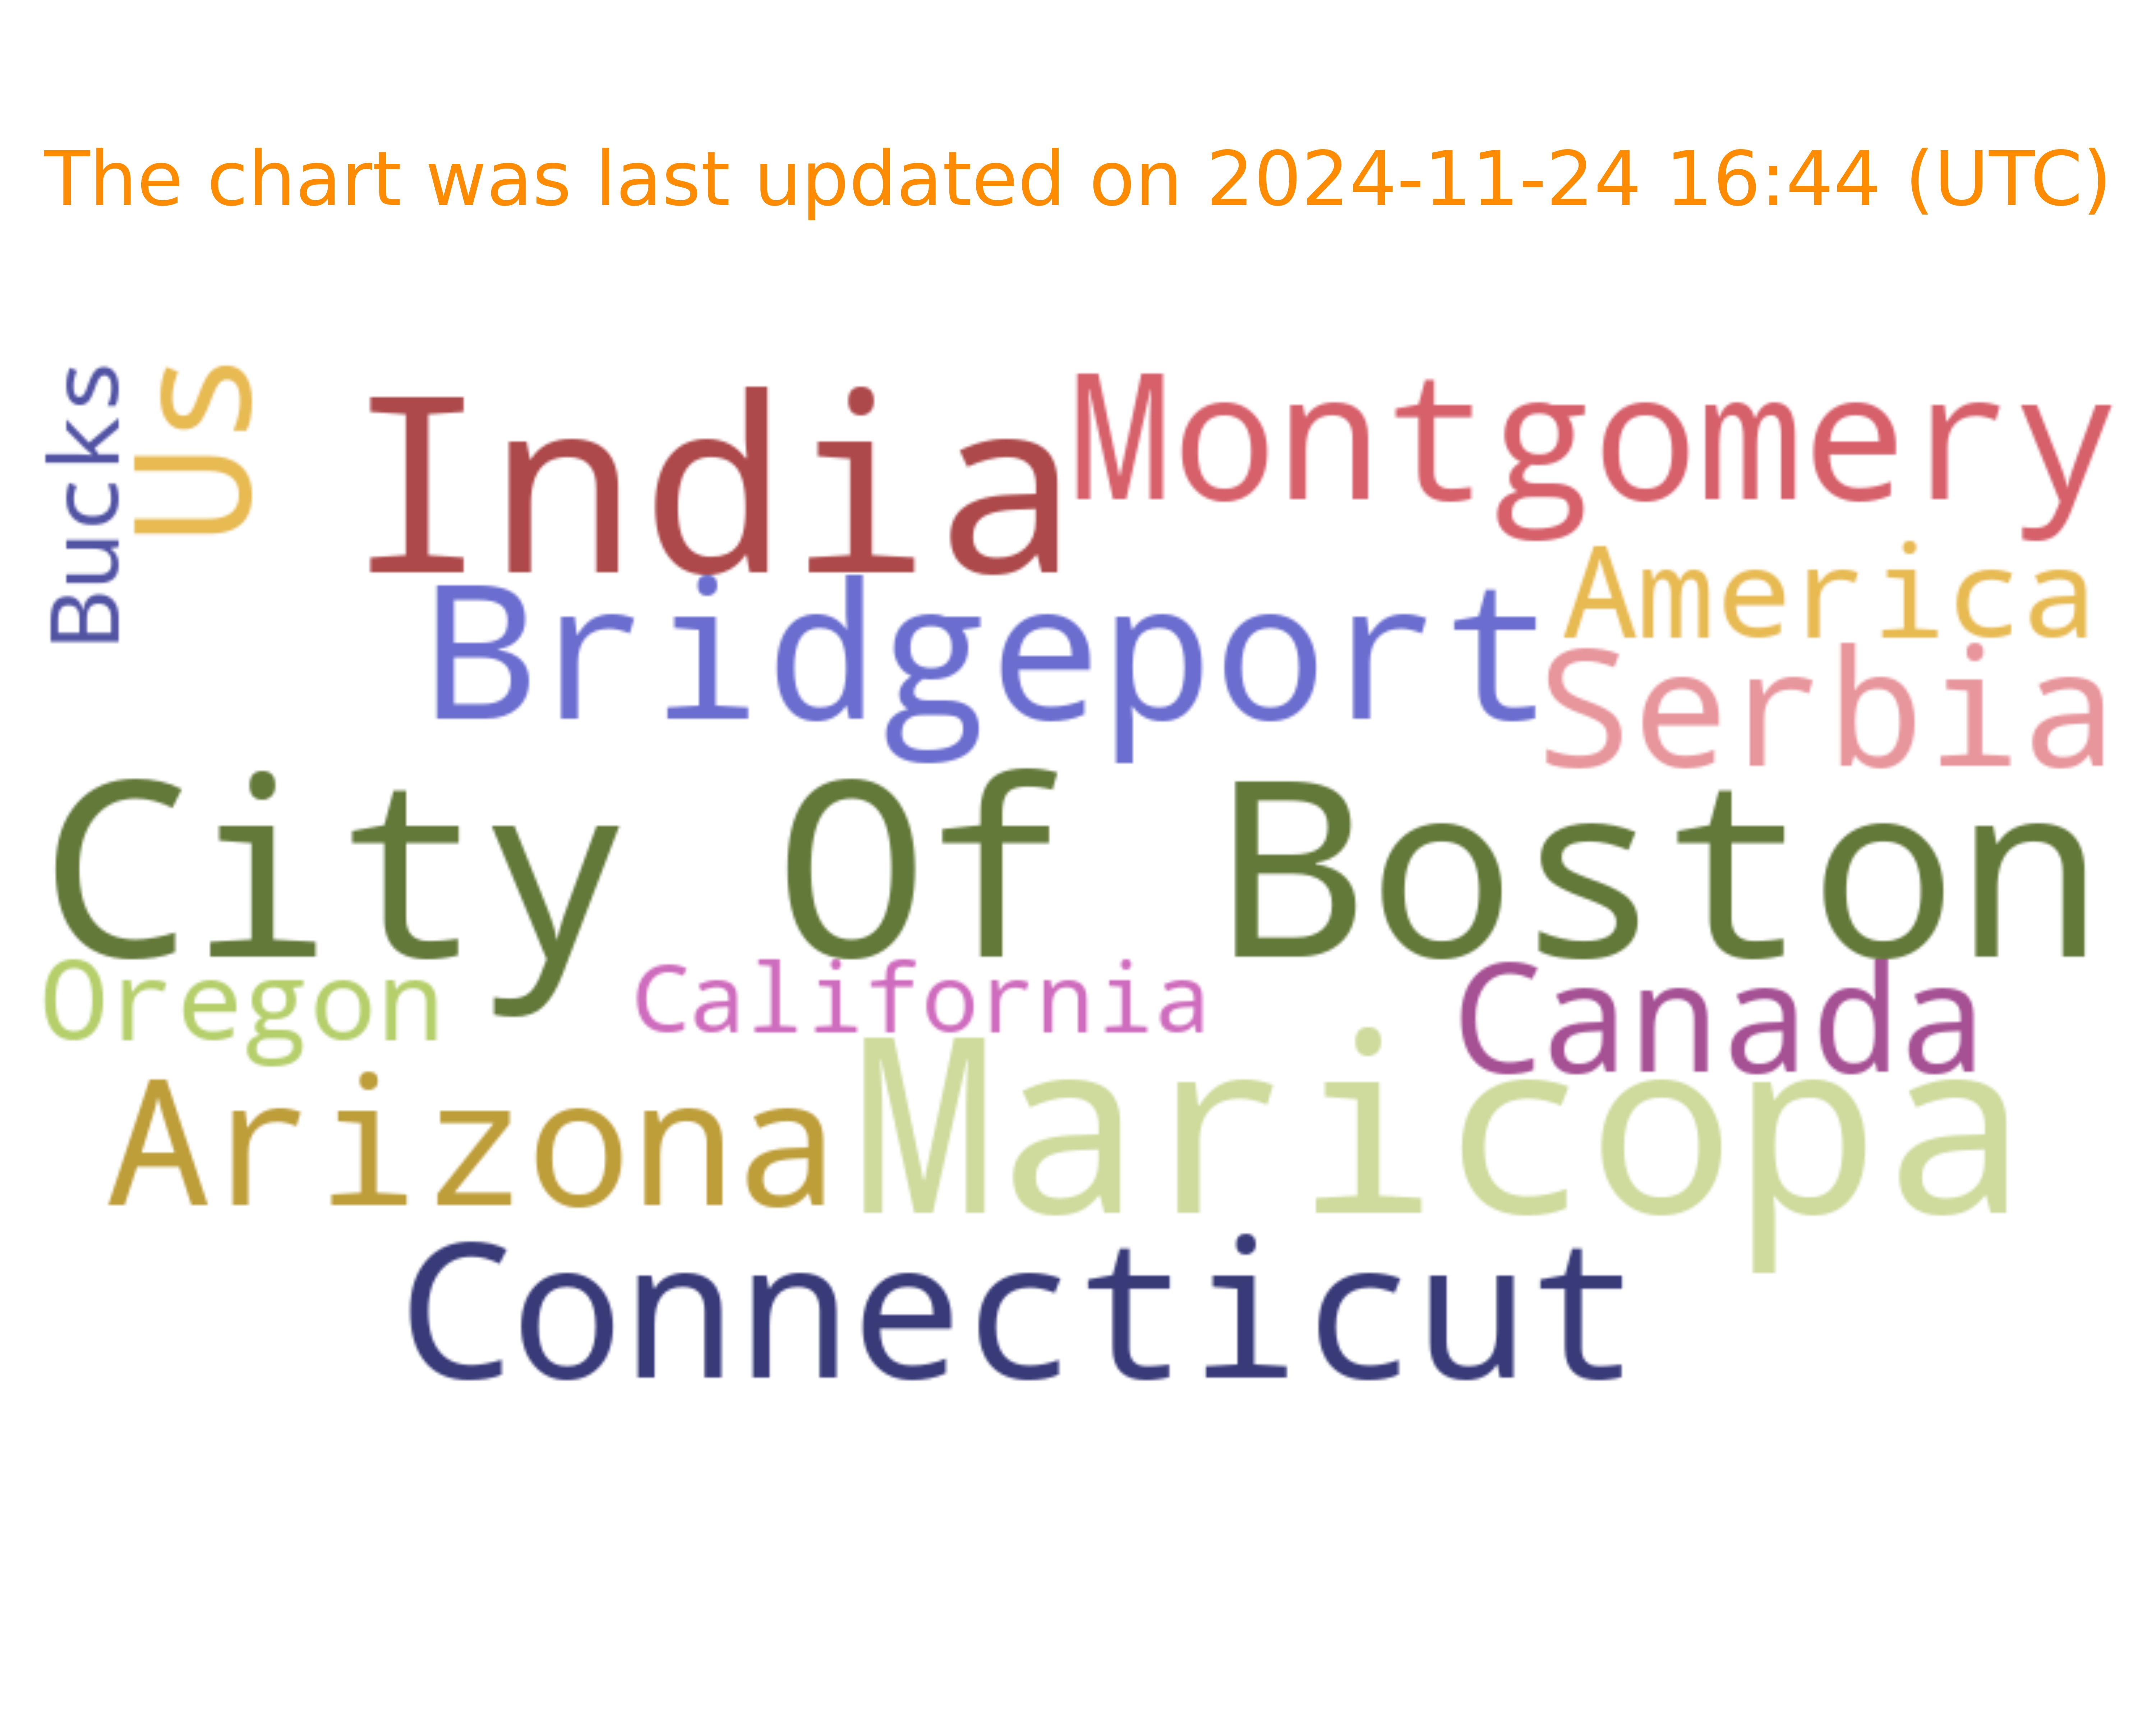 The chart was last updated on 2024-11-24 16:44 (UTC)
Bucks
US
India
Montgomery
America
Bridgeport
Serbia
City Of Boston
Oregon
California
Canada
Arizona
Maricopa
Connecticut